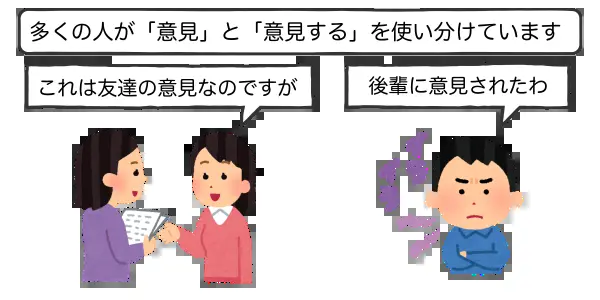 多くの人が「意見」と「意見する」を使い分けています
これは友達の意見なのですが
後輩に意見されたわ